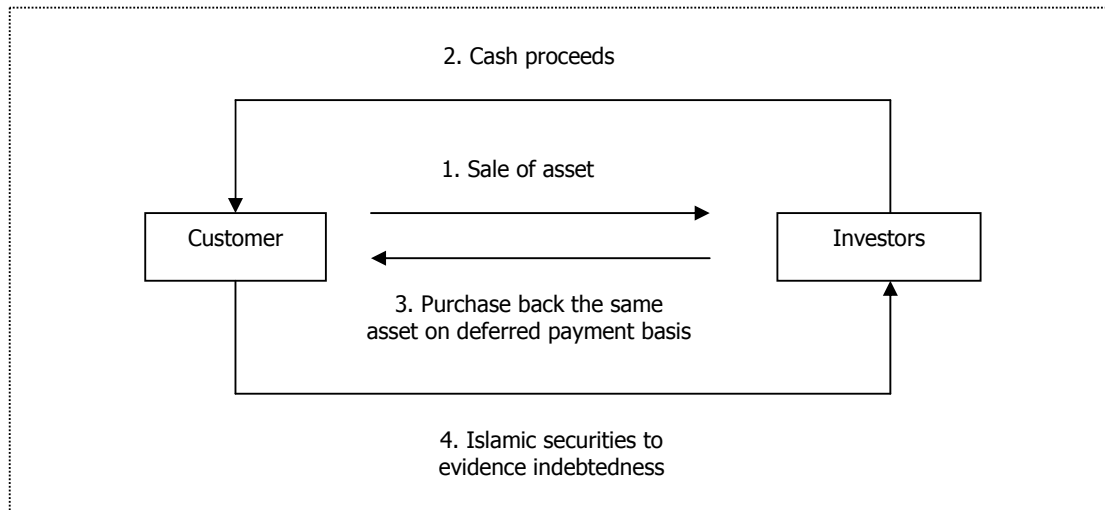 2. Cash proceeds
1. Sale of asset
Customer
Investors
3. Purchase back the same
asset on deferred payment basis
4. Islamic securities to
evidence indebtedness